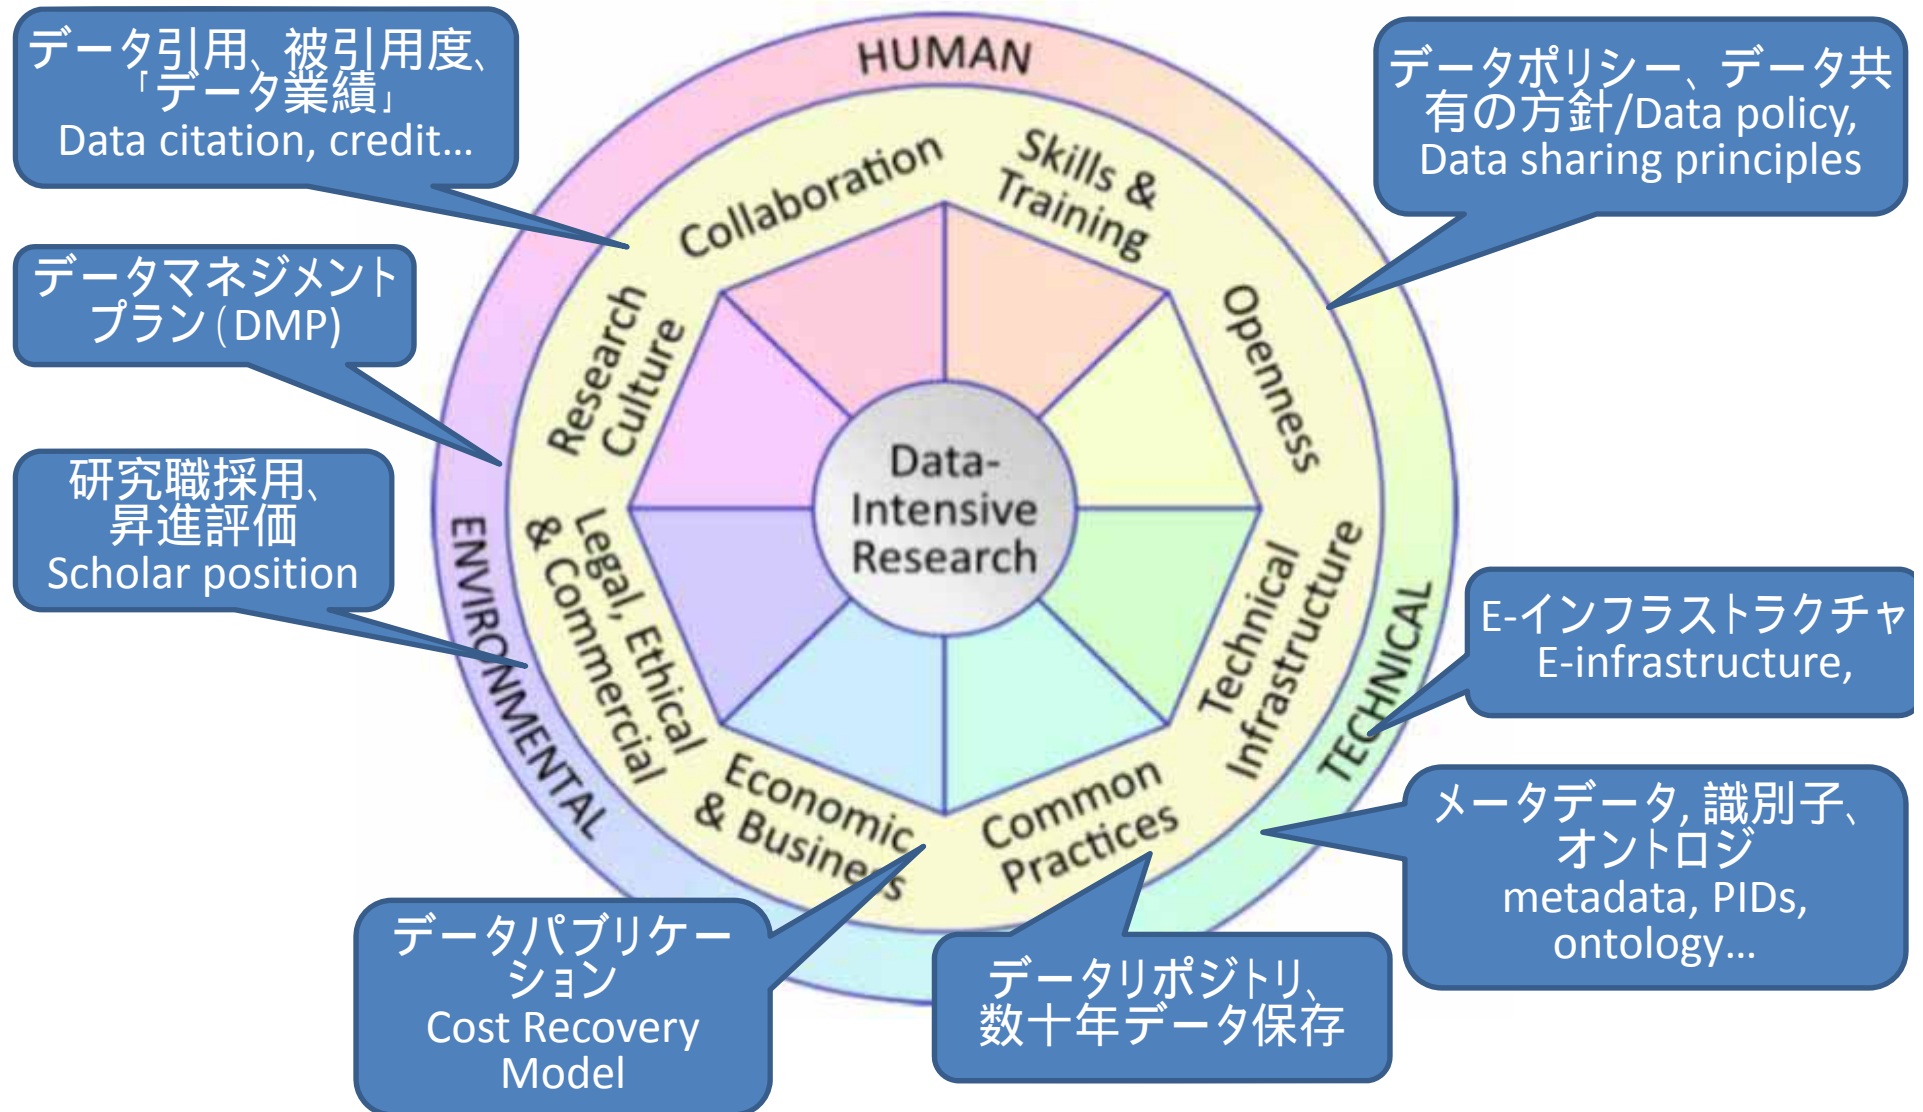 データ引用、被引用度、
「データ業績」
Data citation, credit...
HUMAN
データポリシー、データ共
有の方針/Data policy,
Data sharing principles
Collaboration
Skills &
Training
データマネジメント
プラン(DMP)
Research
Culture
Openness
研究職採用、
昇進評価
Scholar position
Data-
Intensive
Research
ENVIRONMENTAL
Legal, Ethical
& Commercial
Technical
Infrastructure
TECHNICAL
E-インフラストラクチャ
E-infrastructure,
Economic
& Business
Common
Practices
メータデータ, 識別子、
オントロジ
metadata, PIDs,
ontology...
データパブリケー
ション
Cost Recovery
Model
データリポジトリ、
数十年データ保存